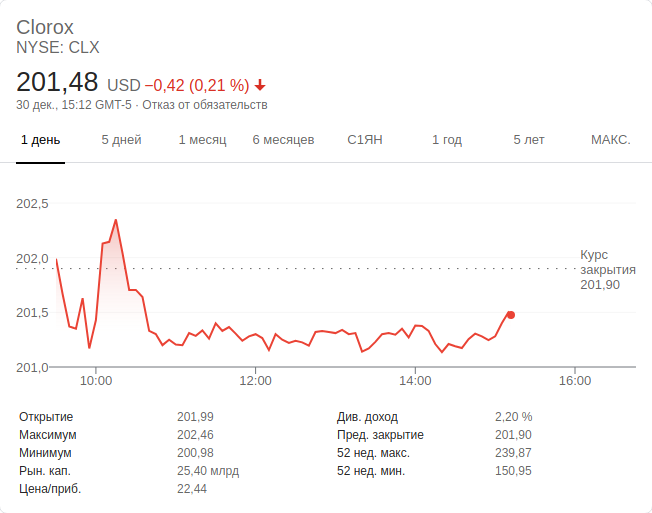 Clorox
NYSE: CLX
201,48 USD −0,42 (0,21 %)
30 дек., 15:12 GMT-5 · Отказ от обязательств
1 день 5 дней 1 месяц 6 месяцев С1ЯН 1 год 5 лет МАКС.
202,5
202,0
201,5
201,0
Курс
закрытия
201,90
10:00 12:00 14:00 16:00
Открытие 201,99 Див. доход 2,20 %
Максимум 202,46 Пред. закрытие 201,90
Минимум 200,98 52 нед. макс. 239,87
Рын. кап. 25,40 млрд 52 нед. мин. 150,95
Цена/приб. 22,44